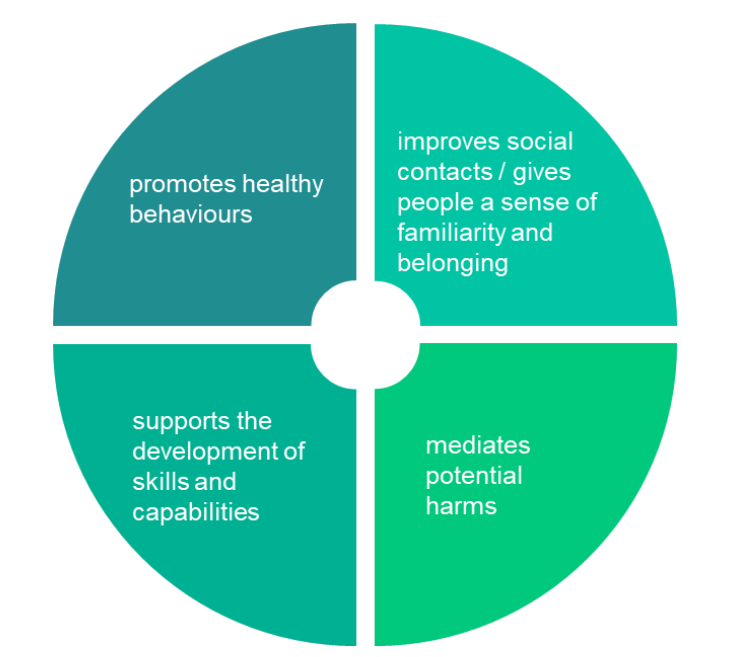 promotes healthy
behaviours
improves social
contacts / gives
people a sense of
familiarity and
belonging
supports the
development of
skills and
capabilities
mediates
potential
harms